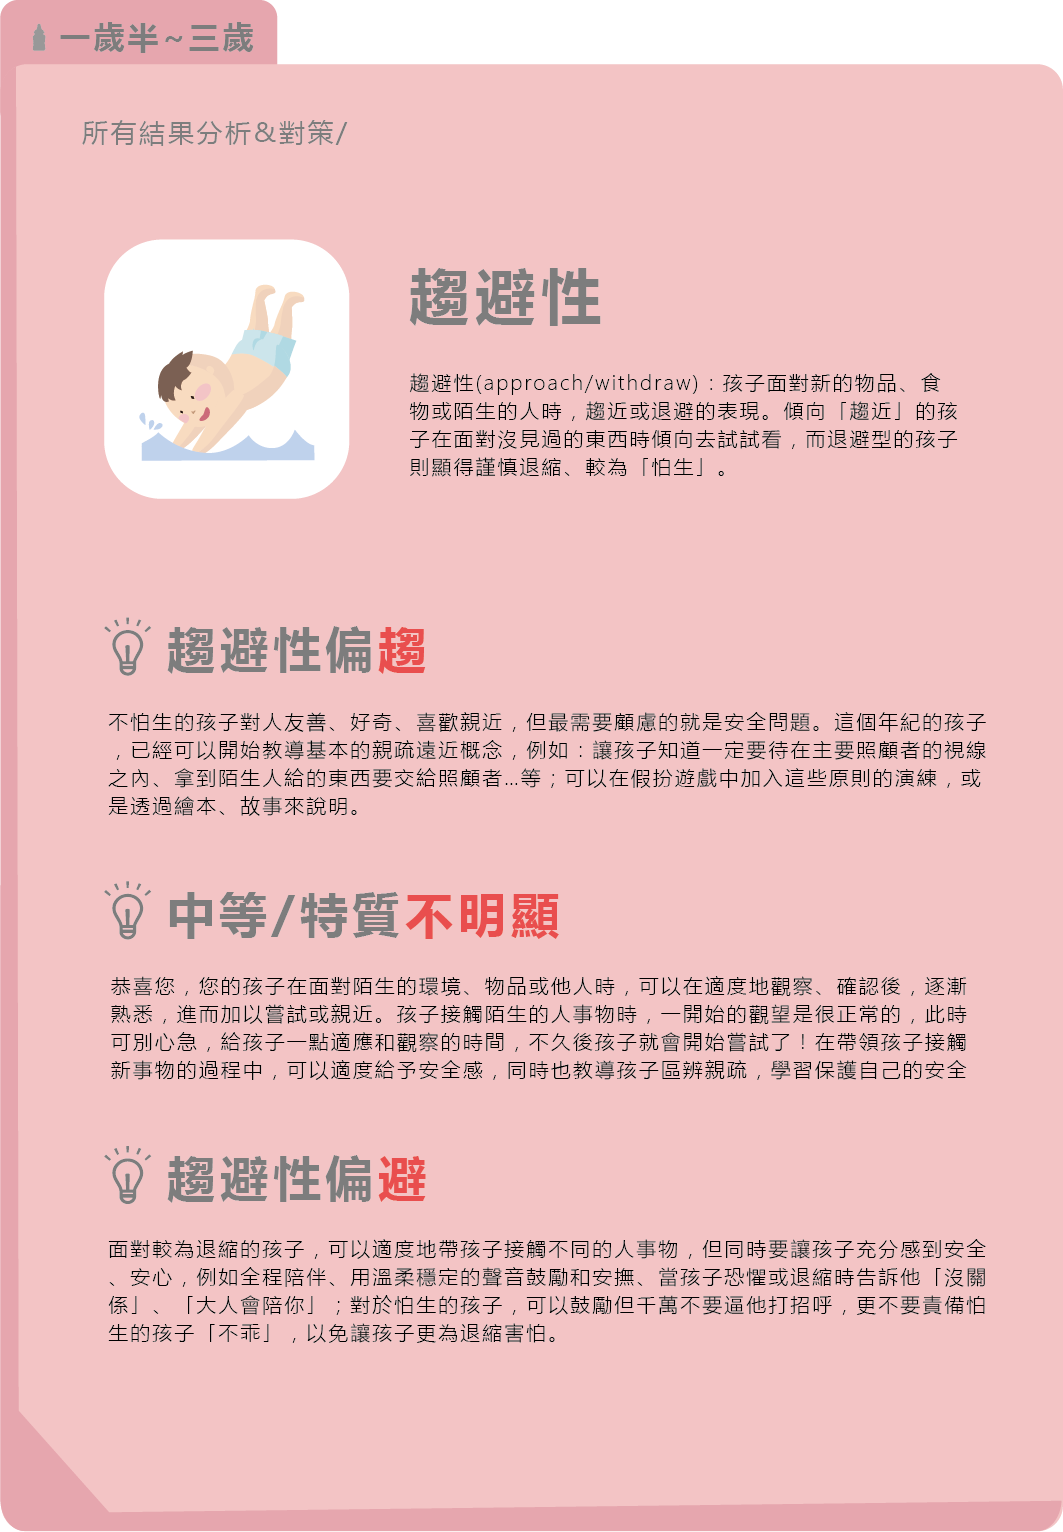 一歲半~三歲
所有結果分析&對策/
趨避性
趨避性(approach/withdraw)：孩子面對新的物品、食
物或陌生的人時，趨近或退避的表現。傾向「趨近」的孩
子在面對沒見過的東西時傾向去試試看，而退避型的孩子
則顯得謹慎退縮、較為「怕生」。
趨避性偏趨
不怕生的孩子對人友善、好奇、喜歡親近，但最需要顧慮的就是安全問題。這個年紀的孩子
，已經可以開始教導基本的親疏遠近概念，例如：讓孩子知道一定要待在主要照顧者的視線
之內、拿到陌生人給的東西要交給照顧者...等；可以在假扮遊戲中加入這些原則的演練，或
是透過繪本、故事來說明。
中等/特質不明顯
恭喜您，您的孩子在面對陌生的環境、物品或他人時，可以在適度地觀察、確認後，逐漸
熟悉，進而加以嘗試或親近。孩子接觸陌生的人事物時，一開始的觀望是很正常的，此時
可別心急，給孩子一點適應和觀察的時間，不久後孩子就會開始嘗試了！在帶領孩子接觸
新事物的過程中，可以適度給予安全感，同時也教導孩子區辨親疏，學習保護自己的安全
趨避性偏避
面對較為退縮的孩子，可以適度地帶孩子接觸不同的人事物，但同時要讓孩子充分感到安全
、安心，例如全程陪伴、用溫柔穩定的聲音鼓勵和安撫、當孩子恐懼或退縮時告訴他「沒關
係」、「大人會陪你」；對於怕生的孩子，可以鼓勵但千萬不要逼他打招呼，更不要責備怕
生的孩子「不乖」，以免讓孩子更為退縮害怕。